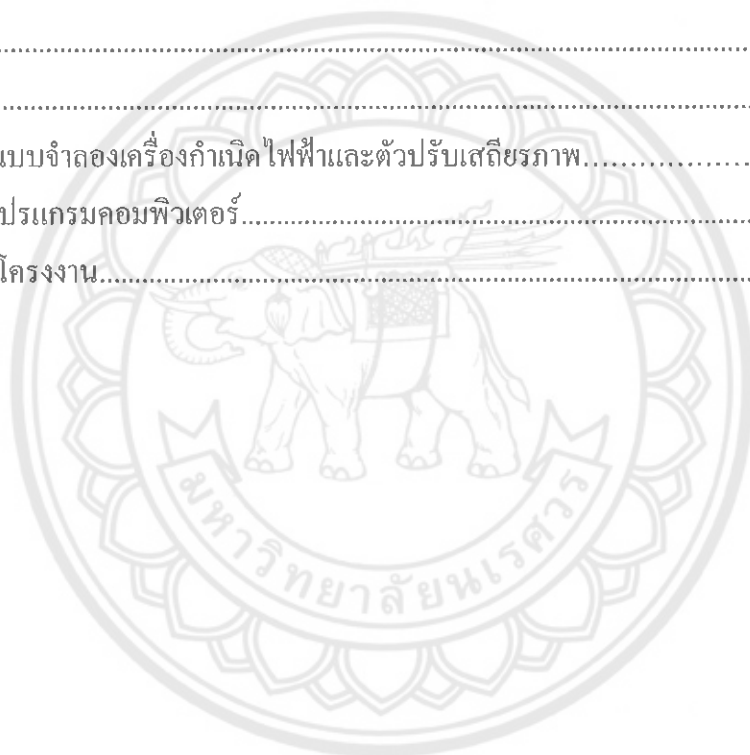 ................................................................................
................................................................................
แบบจำลองเครื่องกำเนิดไฟฟ้าและตัวปรับเสถียรภาพ................
ปรแกรมคอมพิวเตอร์................................................................
โครงงาน................................................................................
มหาวิทยาลัยนเรศวร